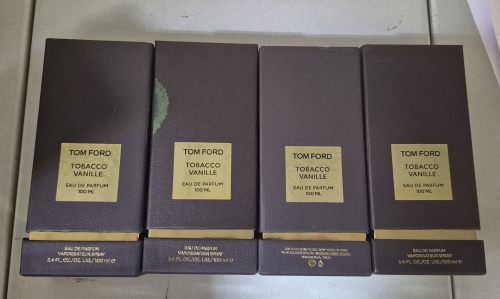 TOM FORD
TOBACCO
VANILLE
EAU DE PARFUM
100 ML
EAU DE PARFUM
VAPORISATEUR SPRAY
3.4 FL.OZ./OZ. LIQ./100 ml e
TOM FORD
TOBACCO
VANILLE
EAU DE PARFUM
100 ML
EAU DE PARFUM
VAPORISATEUR SPRAY
3.4 FL.OZ./OZ. LIQ./100 ml e
TOM FORD
TOBACCO
VANILLE
EAU DE PARFUM
100 ML
TOM FORD
TOBACCO
VANILLE
EAU DE PARFUM
100 ML
EAU DE PARFUM
VAPORISATEUR SPRAY
3.4 FL.OZ./OZ. LIQ./100 ml e